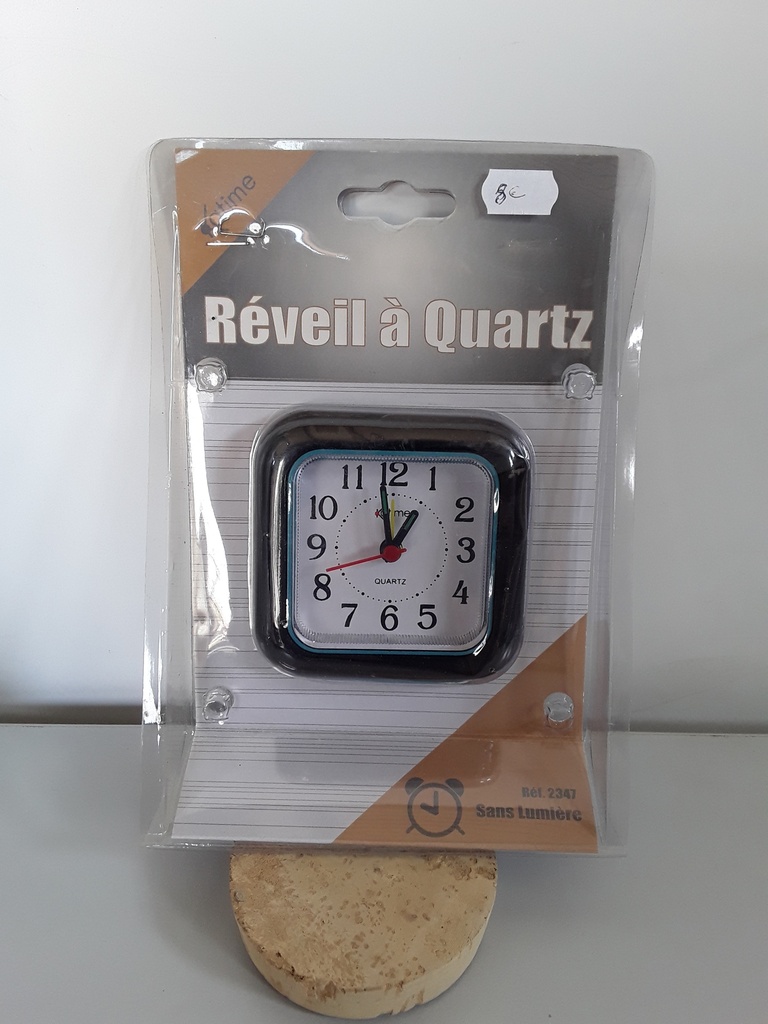 time
8€
Réveil à Quartz
11 12 1
10 2
9 3
8 4
7 6 5
QUARTZ
Réf. 2347
Sans Lumière